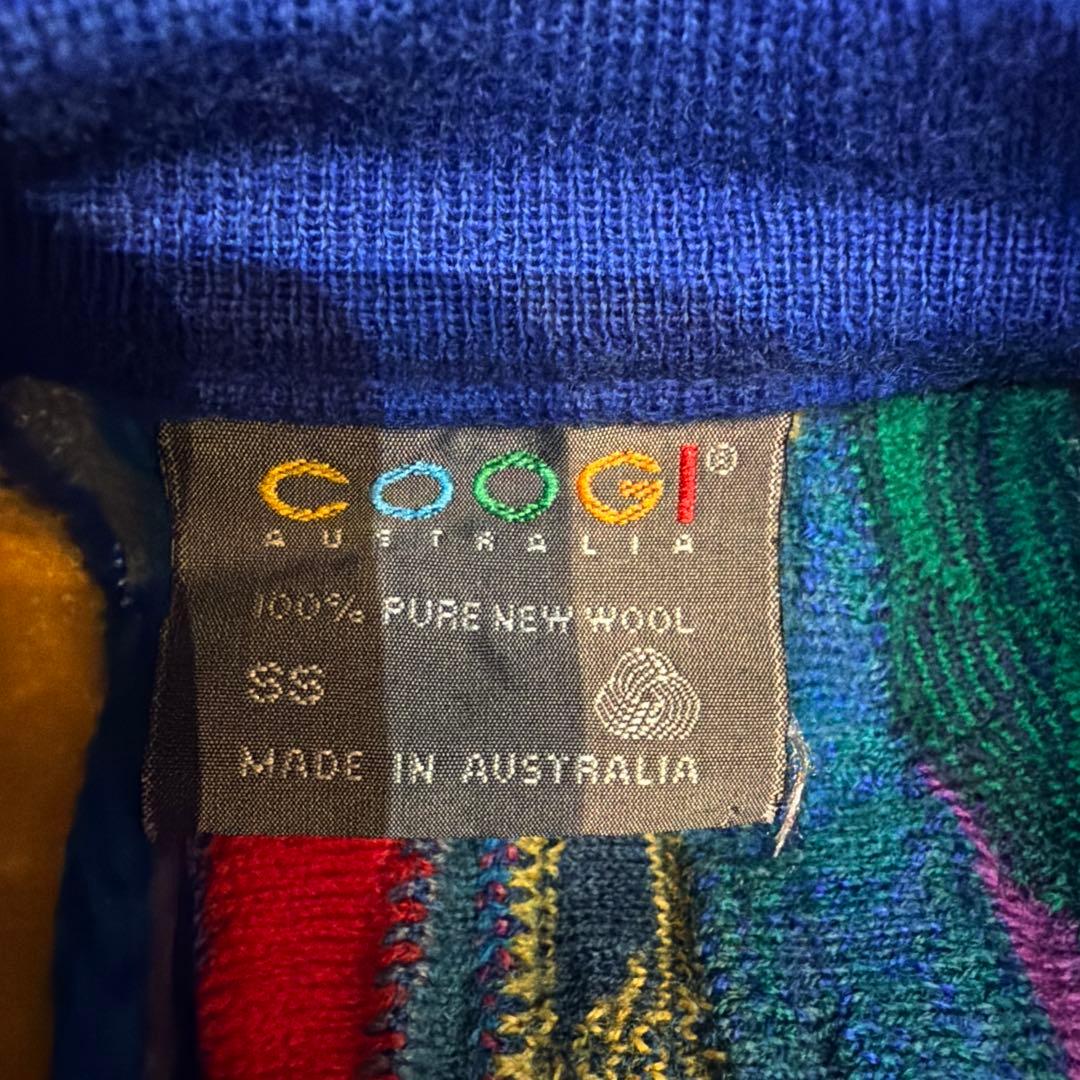 COOGI®
AUSTRALIA
100% PURE NEW WOOL
SS
MADE IN AUSTRALIA